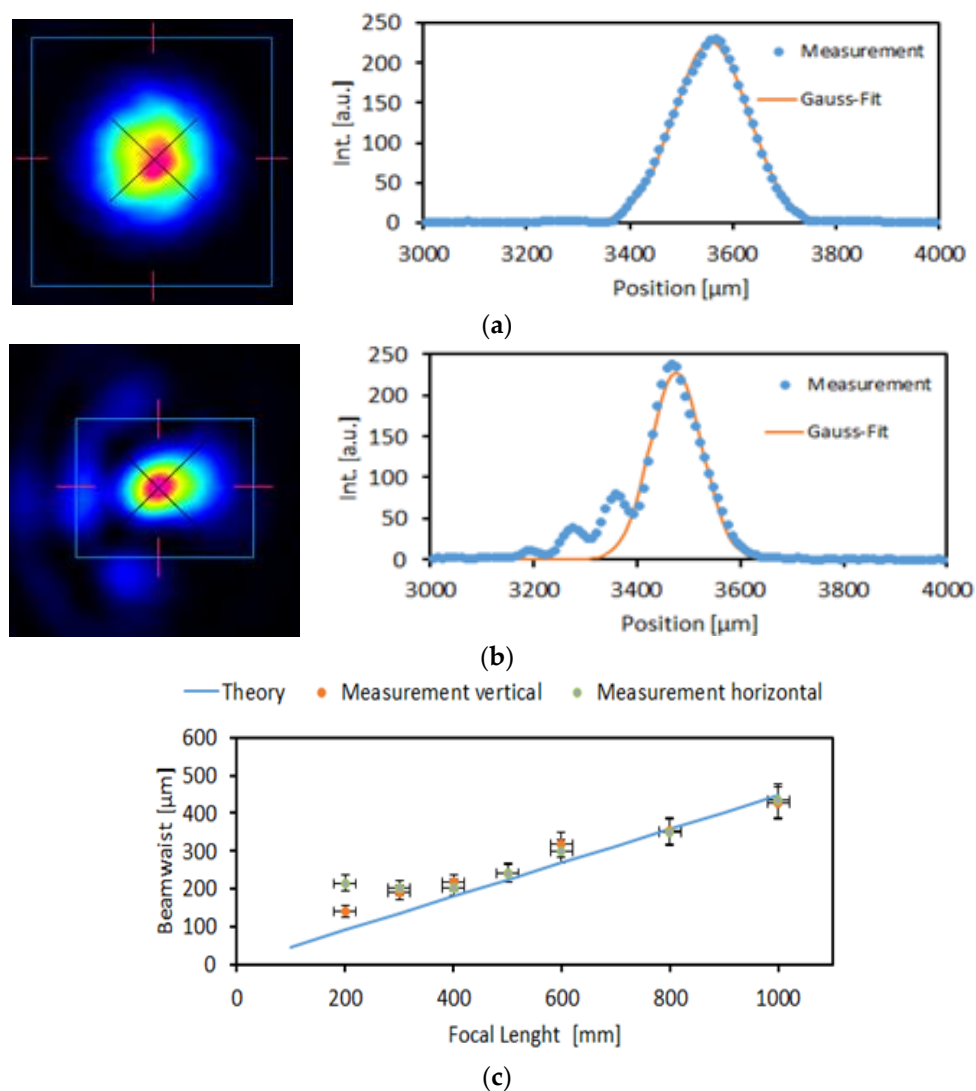 250
200
150
100
50
0
Int. [a.u.]
Measurement
Gauss-Fit
3000 3200 3400 3600 3800 4000
Position [µm]
(a)
250
200
150
100
50
0
Int. [a.u.]
Measurement
Gauss-Fit
3000 3200 3400 3600 3800 4000
Position [µm]
(b)
Theory Measurement vertical Measurement horizontal
600
500
400
300
200
100
0
Beamwaist [µm]
0 200 400 600 800 1000
Focal Lenght [mm]
(c)